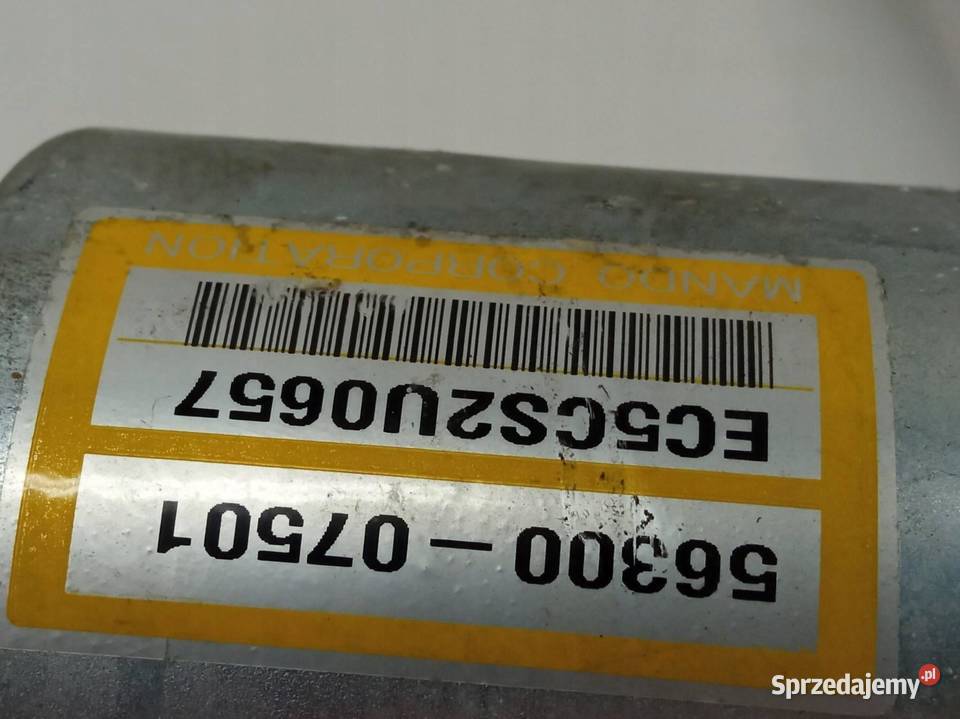 56300-07501
EC5CS2U0657
MANDO CORPORATION
Sprzedajemy.pl